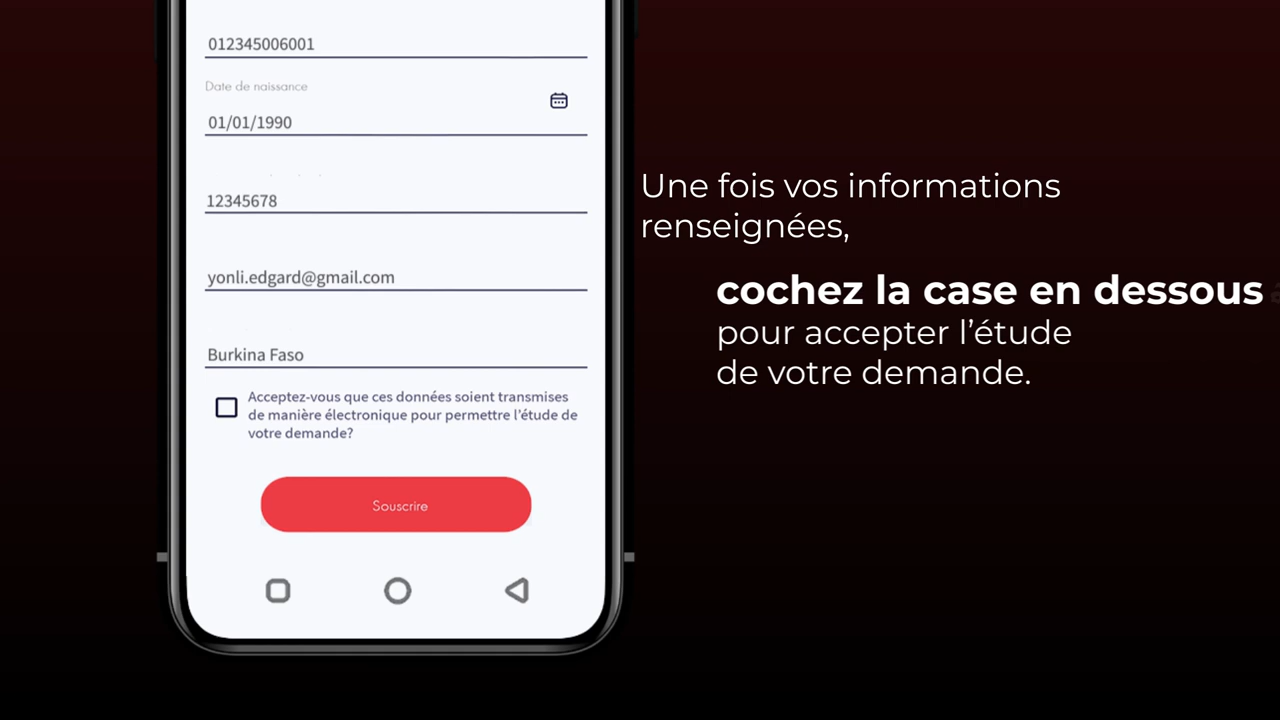 012345006001
Date de naissance
01/01/1990
12345678
yonli.edgard@gmail.com
Burkina Faso
Acceptez-vous que ces données soient transmises
de manière électronique pour permettre l'étude de
votre demande?
Souscrire
Une fois vos informations
renseignées,
cochez la case en dessous
pour accepter l’étude
de votre demande.